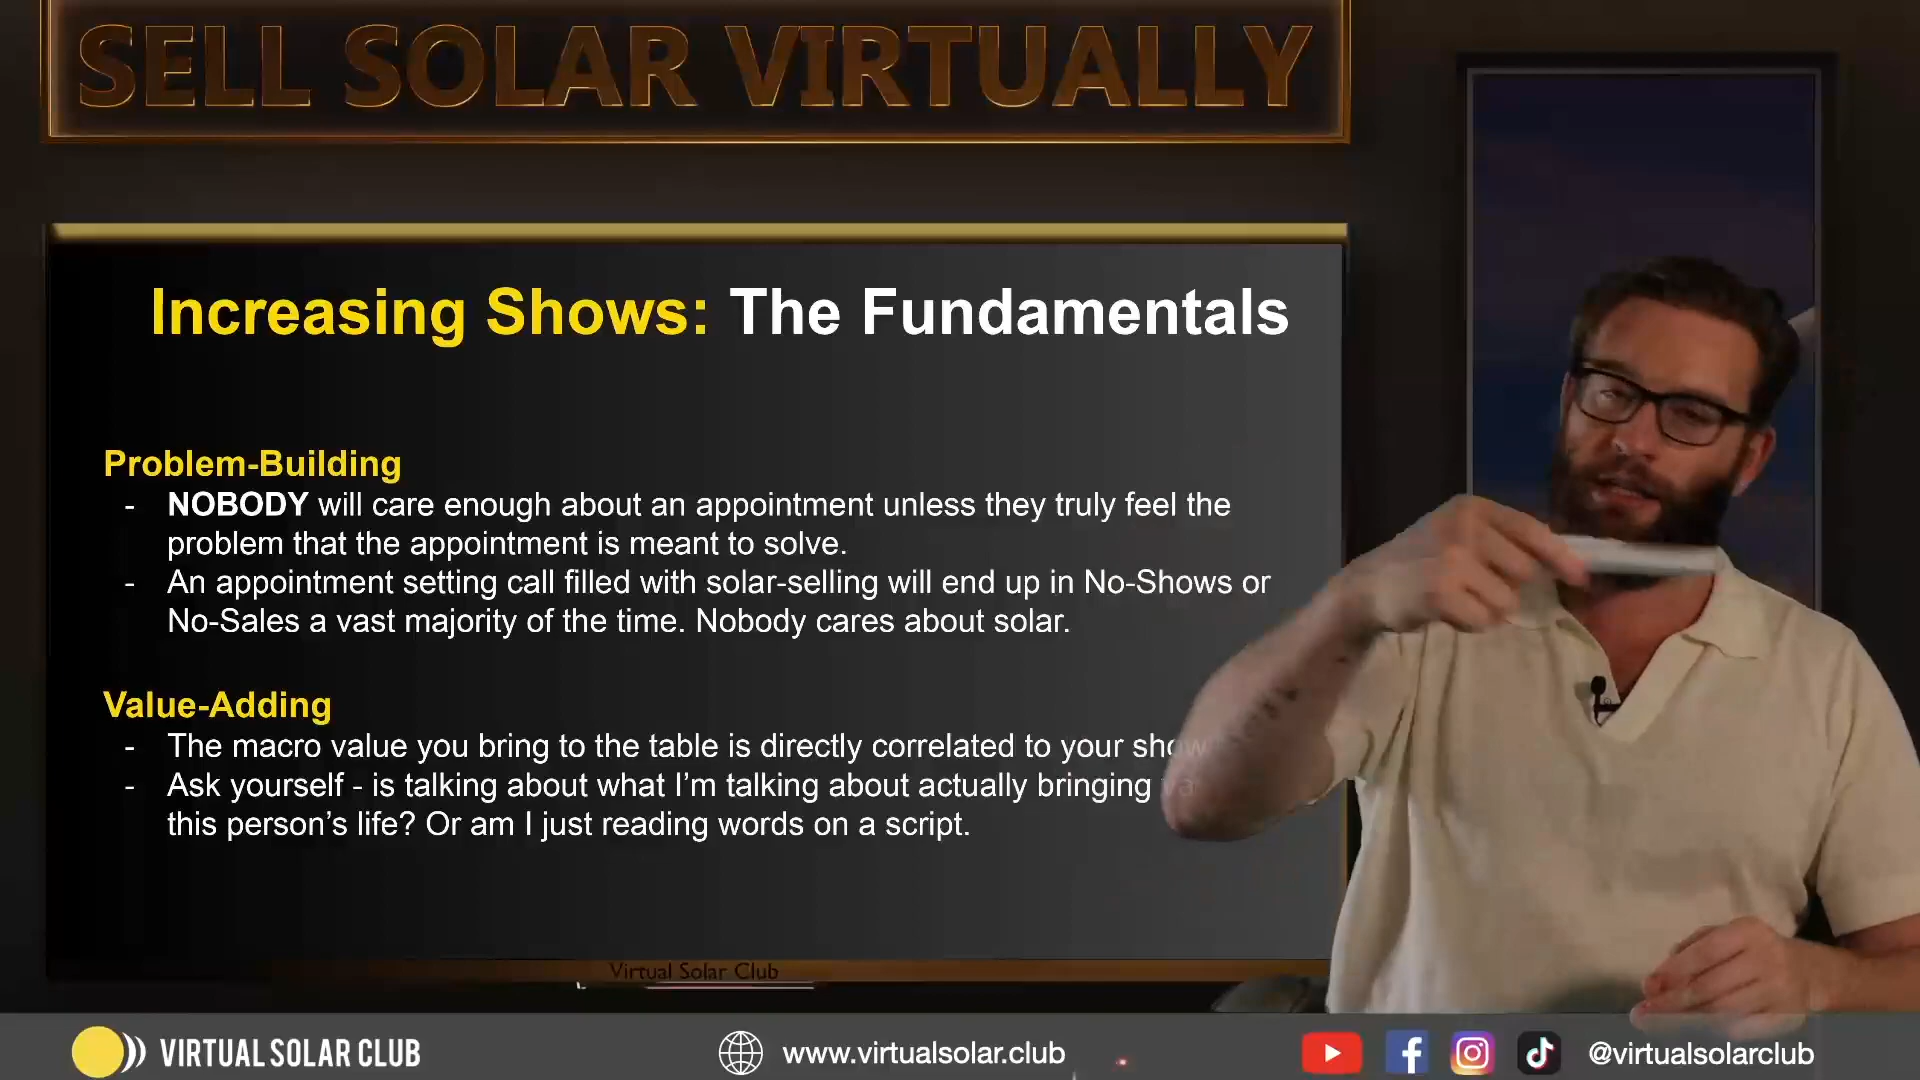 SELL SOLAR VIRTUALLY
Increasing Shows: The Fundamentals
Problem-Building
- NOBODY will care enough about an appointment unless they truly feel the
problem that the appointment is meant to solve.
- An appointment setting call filled with solar-selling will end up in No-Shows or
No-Sales a vast majority of the time. Nobody cares about solar.
Value-Adding
- The macro value you bring to the table is directly correlated to your show
- Ask yourself - is talking about what I'm talking about actually bringing
this person's life? Or am I just reading words on a script.
Virtual Solar Club
VIRTUAL SOLAR CLUB
www.virtualsolar.club
@virtualsolarclub